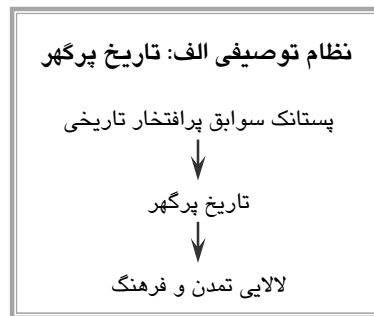 نظام توصیفی الف: تاریخ پرگهر
پستانک سوابق پرافتخار تاریخی
تاریخ پرگهر
لالایی تمدن و فرهنگ